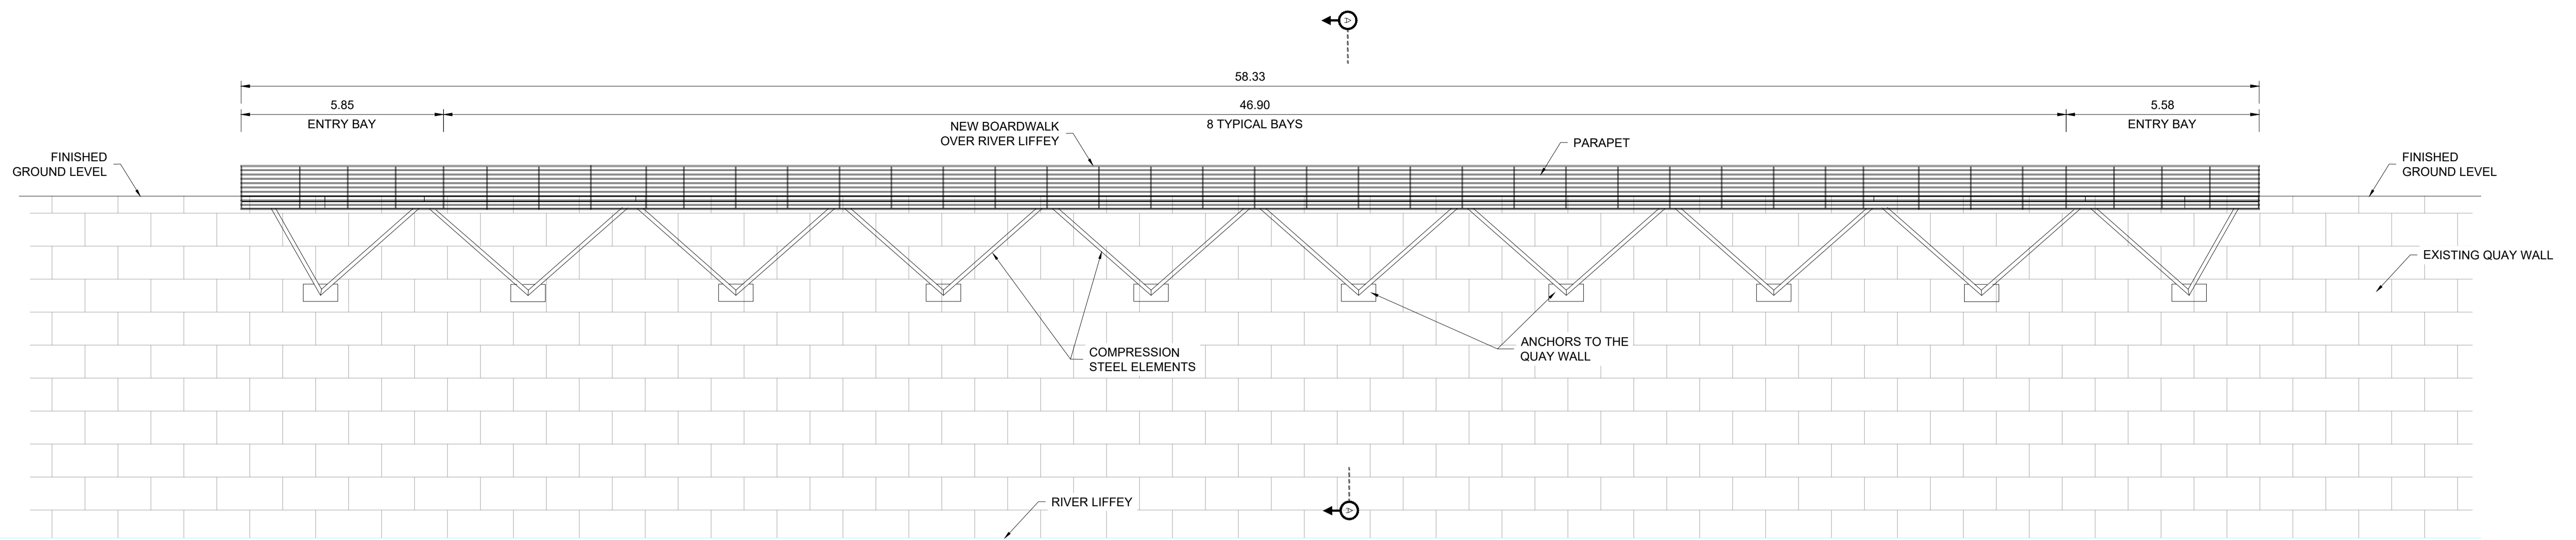 A
58.33
5.85
ENTRY BAY
46.90
8 TYPICAL BAYS
5.58
ENTRY BAY
NEW BOARDWALK
OVER RIVER LIFFEY
PARAPET
FINISHED
GROUND LEVEL
FINISHED
GROUND LEVEL
EXISTING QUAY WALL
COMPRESSION
STEEL ELEMENTS
ANCHORS TO THE
QUAY WALL
RIVER LIFFEY
A